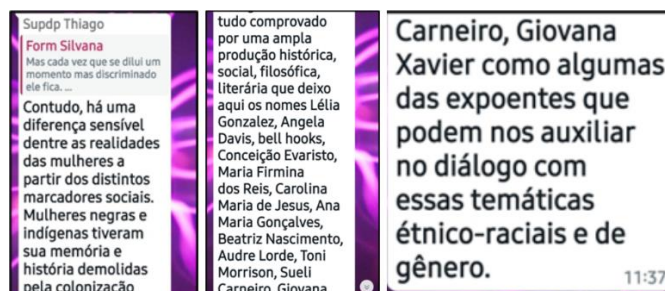 Supdp Thiago
Form Silvana
Mas cada vez que se dilui um
momento mas discriminado
ele fica. ...
Contudo, há uma
diferença sensível
dentre as realidades
das mulheres a
partir dos distintos
marcadores sociais.
Mulheres negras e
indígenas tiveram
sua memória e
história demolidas
pela colonização
tudo comprovado
por uma ampla
produção histórica,
social, filosófica,
literária que deixo
aqui os nomes Lélia
Gonzalez, Angela
Davis, bell hooks,
Conceição Evaristo,
Maria Firmina
dos Reis, Carolina
Maria de Jesus, Ana
Maria Gonçalves,
Beatriz Nascimento,
Audre Lorde, Toni
Morrison, Sueli
Carneiro, Giovana
Carneiro, Giovana
Xavier como algumas
das expoentes que
podem nos auxiliar
no diálogo com
essas temáticas
étnico-raciais e de
gênero.
11:37